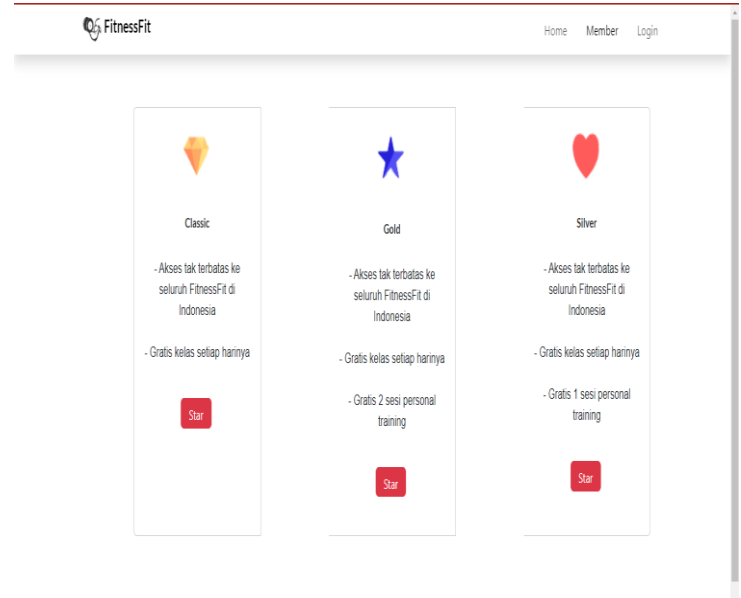 FitnessFit
Home Member Login
Classic
- Akses tak terbatas ke
seluruh FitnessFit di
Indonesia
- Gratis kelas setiap harinya
Star
Gold
- Akses tak terbatas ke
seluruh FitnessFit di
Indonesia
- Gratis kelas setiap harinya
- Gratis 2 sesi personal
training
Star
Silver
- Akses tak terbatas ke
seluruh FitnessFit di
Indonesia
- Gratis kelas setiap harinya
- Gratis 1 sesi personal
training
Star